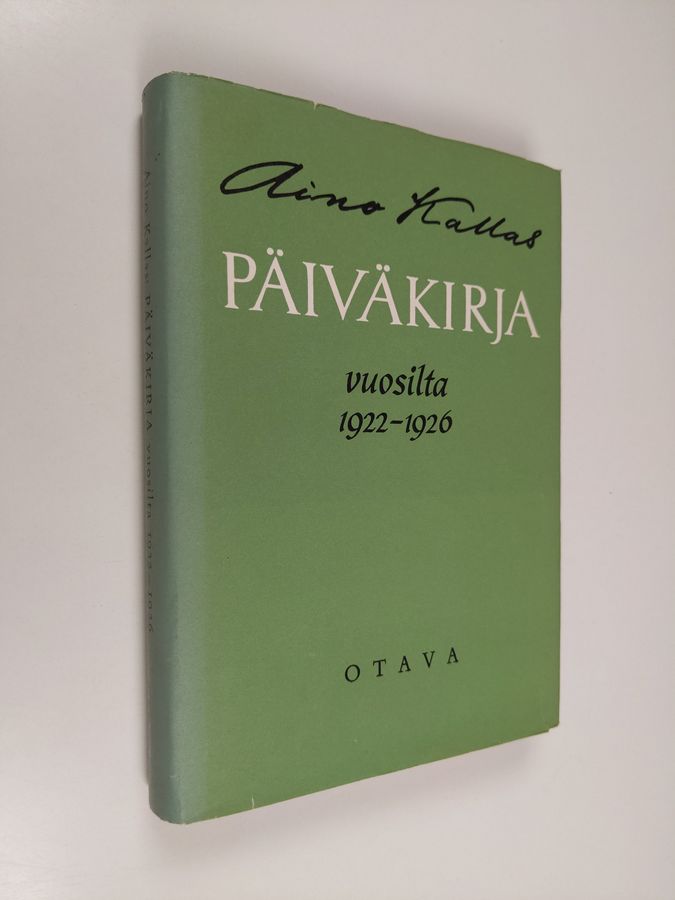 Aino Kallas
PÄIVÄKIRJA
vuosilta
1922–1926
OTAVA
Aino Kallas: PÄIVÄKIRJA vuosilta 1922–1926